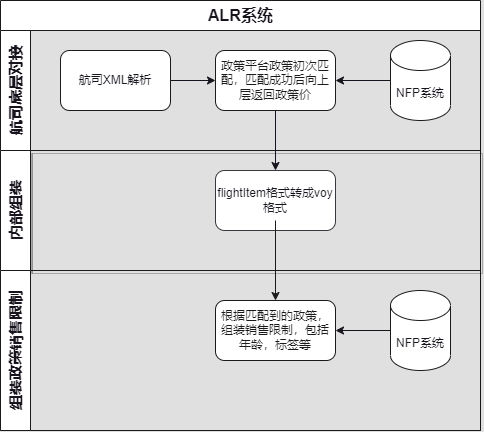 ALR系统
航司底层对接
航司XML解析
政策平台政策初次匹
配，匹配成功后向上
层返回政策价
NFP系统
内部组装
flightItem格式转成voy
格式
组装政策销售限制
根据匹配到的政策，
组装销售限制，包括
年龄，标签等
NFP系统